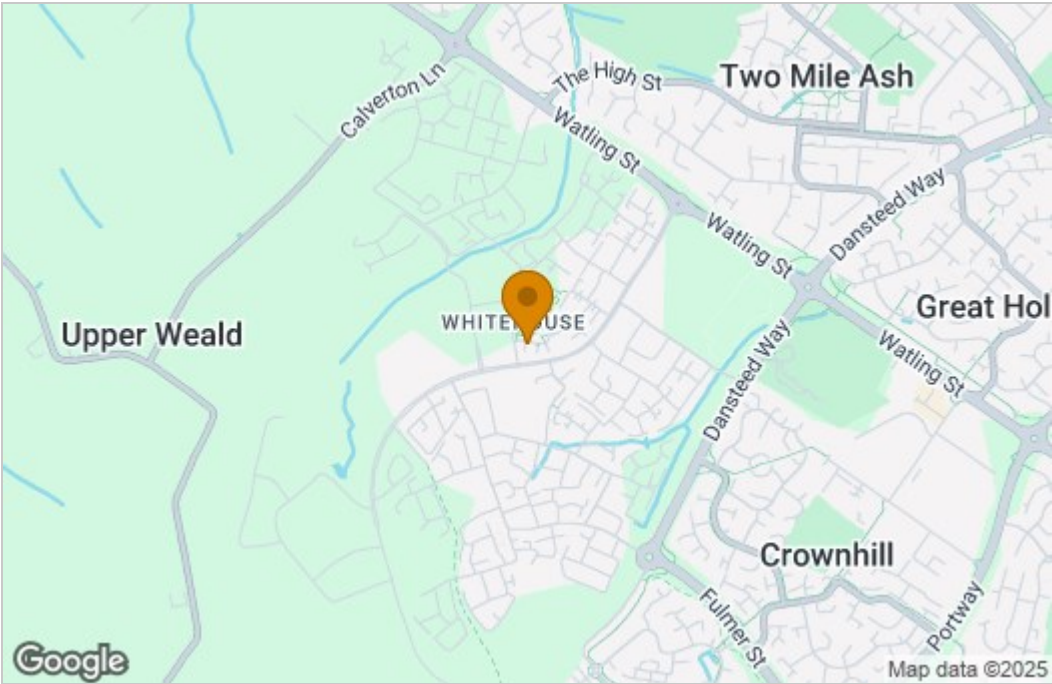 Calverton Ln
The High St
Two Mile Ash
Watling St
Dansteed Way
Watling St
WHITEHOUSE
Upper Weald
Great Hol
Watling St
Dansteed Way
Crownhill
Fulmer St
Portway
Google
Map data ©2025